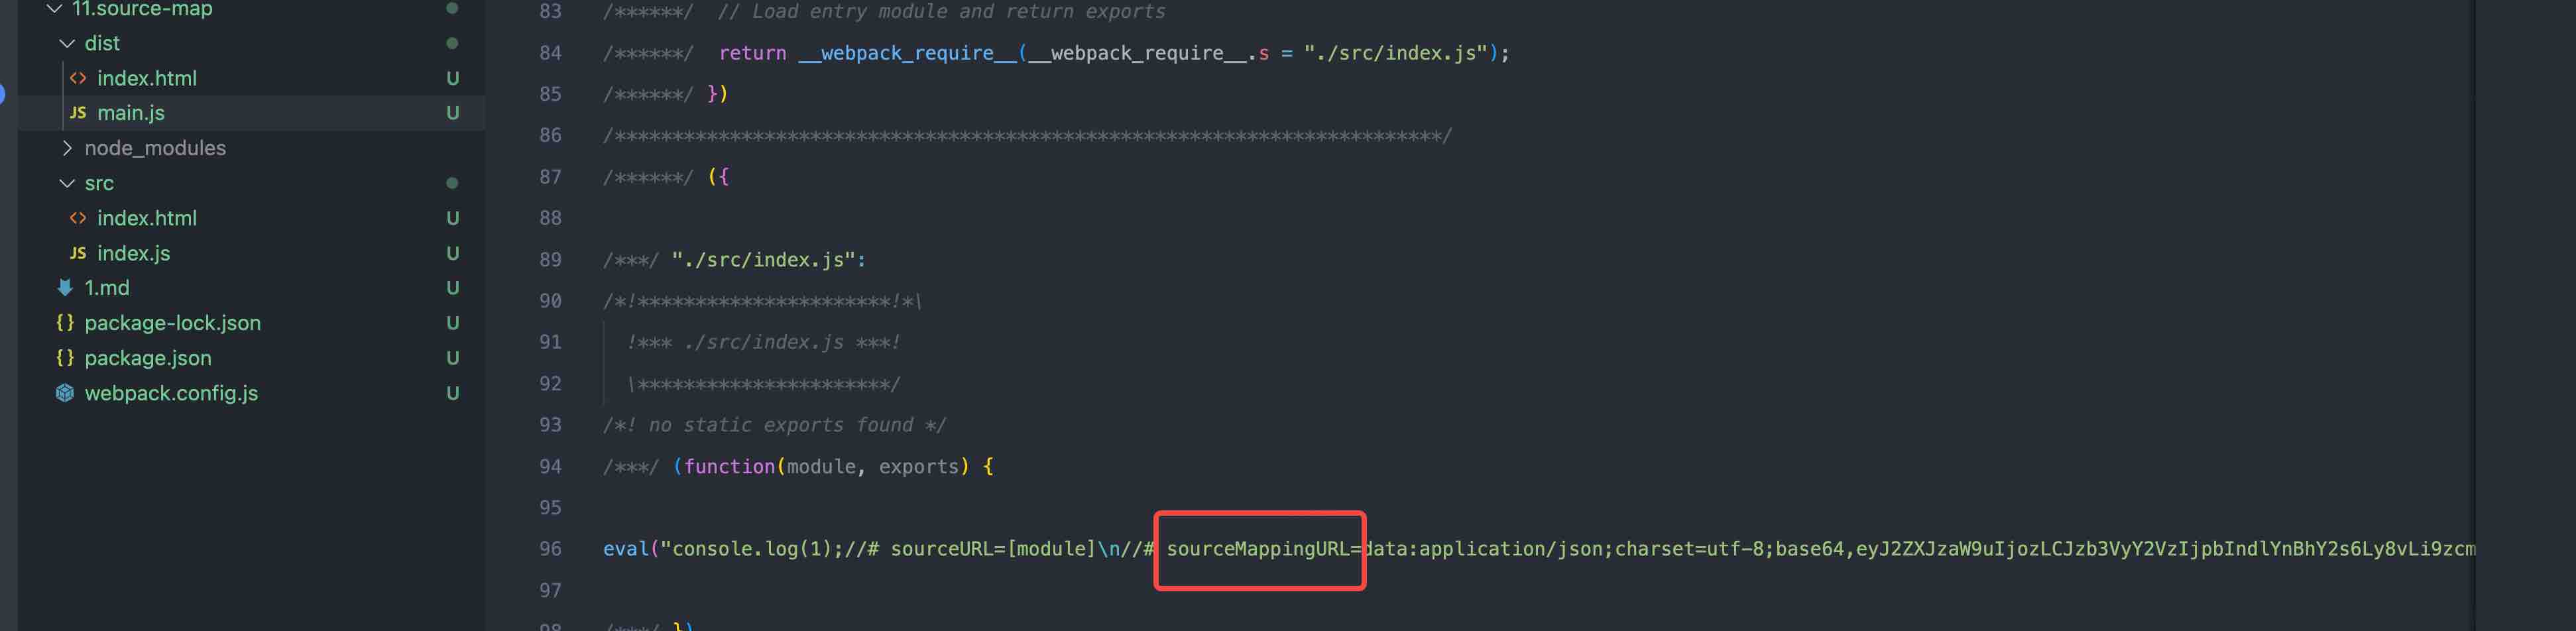 11.source-map
dist
index.html U
JS main.js U
node_modules
src
index.html U
JS index.js U
1.md U
{} package-lock.json U
{} package.json U
webpack.config.js U
83 /******/ // Load entry module and return exports
84 /******/ return __webpack_require__(__webpack_require__.s = "./src/index.js");
85 /******/ })
86 /************************************************************************/
87 /******/ ({
88
89 /***/ "./src/index.js":
90 /*!**********************!*\
91 !*** ./src/index.js ***!
92 \**********************/
93 /*! no static exports found */
94 /***/ (function(module, exports) {
95
96 eval("console.log(1);//# sourceURL=[module]\n//# sourceMappingURL=data:application/json;charset=utf-8;base64,eyJ2ZXJzaW9uIjozLCJzb3VyY2VzIjpbIndlYnBhY2s6Ly8vLi9zcm
97
98 /***/ })